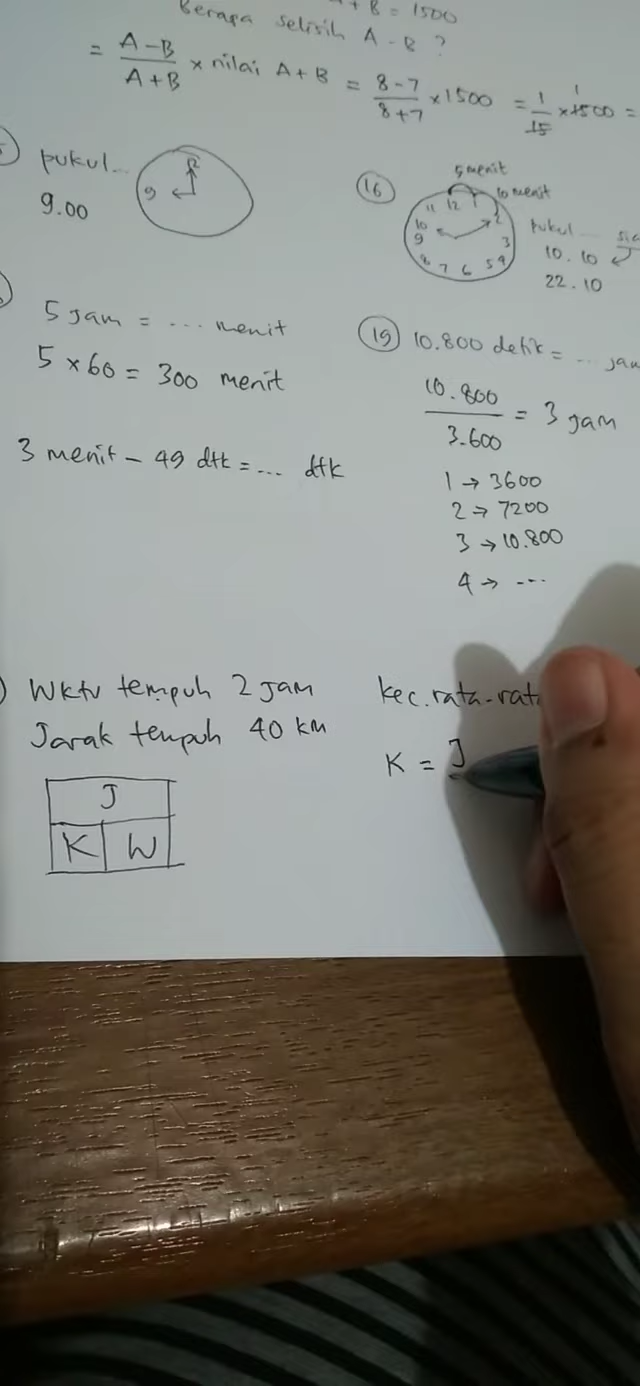 A + B = 1500
Berapa selisih A - B ?
= A-B / A+B × nilai A+B = 8-7 / 8+7 × 1500 = 1/15 × 1500 =
pukul...
9.00
12
9
16
5 menit
10 menit
11 12 1 2 3 4 5 6 7 8 9 10
pukul ...
10.10
22.10
5 jam = ... menit
5 × 60 = 300 menit
19 10.800 detik = ... jam
10.800 / 3.600 = 3 jam
1 → 3600
2 → 7200
3 → 10.800
4 → ...
3 menit - 49 dtk = ... dtk
Wktu tempuh 2 jam
Jarak tempuh 40 km
J
K W
kec. rata-rata
K = J